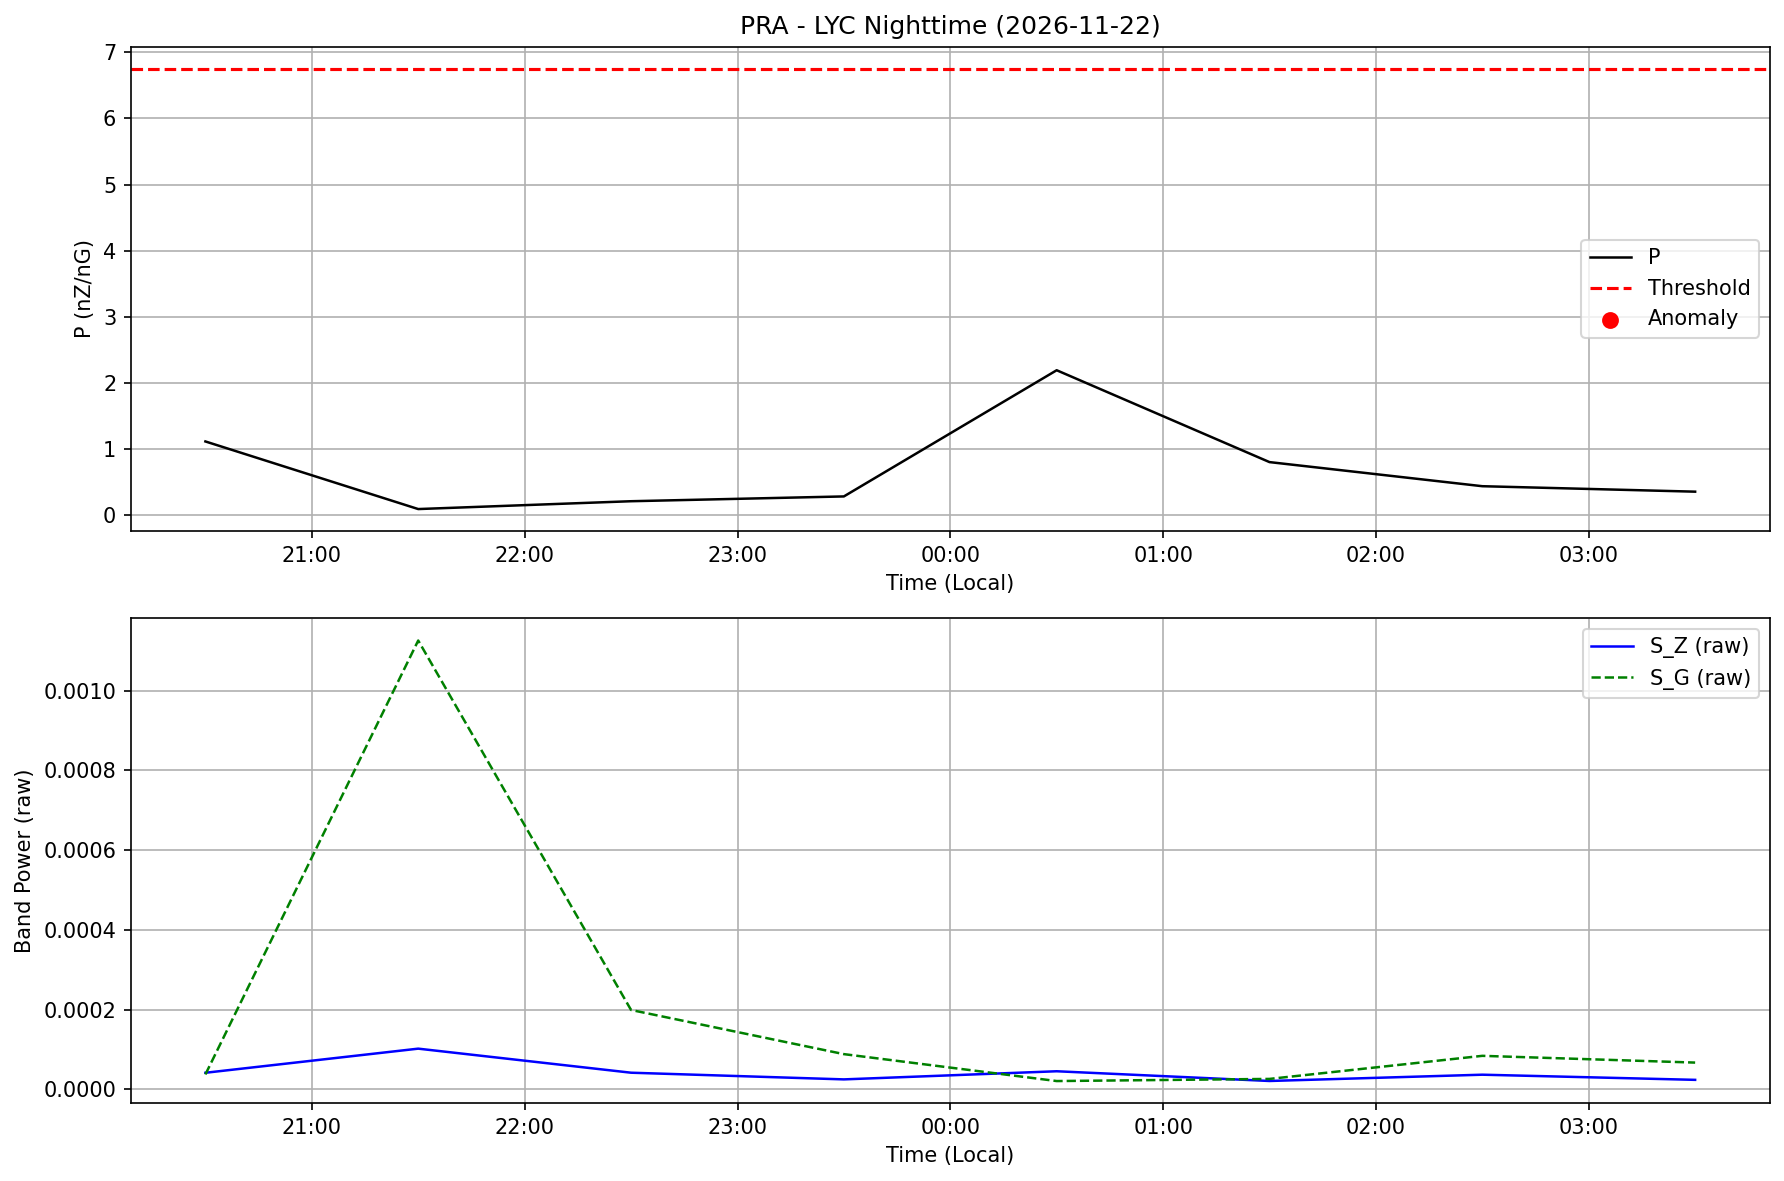 PRA - LYC Nighttime (2026-11-22)
P (nZ/nG)
7
6
5
4
3
2
1
0
P
Threshold
Anomaly
21:00 22:00 23:00 00:00 01:00 02:00 03:00
Time (Local)
Band Power (raw)
0.0010
0.0008
0.0006
0.0004
0.0002
0.0000
S_Z (raw)
S_G (raw)
21:00 22:00 23:00 00:00 01:00 02:00 03:00
Time (Local)